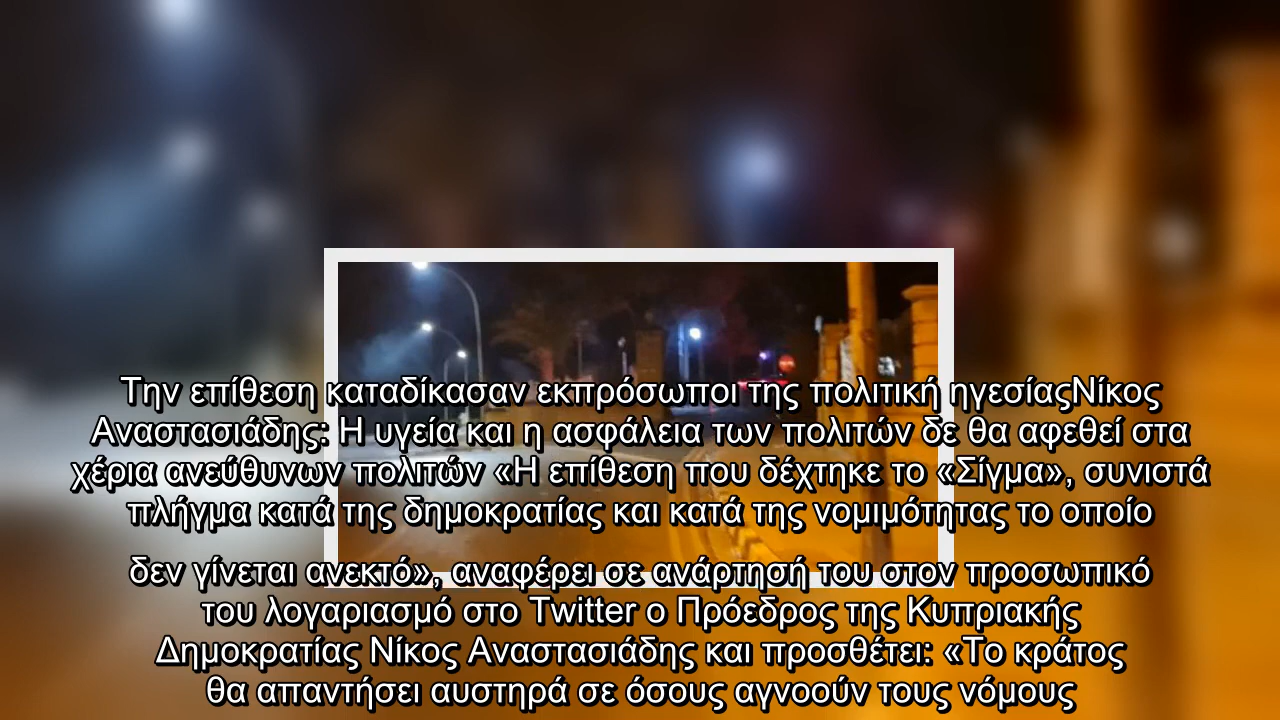 Την επίθεση καταδίκασαν εκπρόσωποι της πολιτική ηγεσίαςΝίκος
Αναστασιάδης: Η υγεία και η ασφάλεια των πολιτών δε θα αφεθεί στα
χέρια ανεύθυνων πολιτών «Η επίθεση που δέχτηκε το «Σίγμα», συνιστά
πλήγμα κατά της δημοκρατίας και κατά της νομιμότητας το οποίο
δεν γίνεται ανεκτό», αναφέρει σε ανάρτησή του στον προσωπικό
του λογαριασμό στο Twitter ο Πρόεδρος της Κυπριακής
Δημοκρατίας Νίκος Αναστασιάδης και προσθέτει: «Το κράτος
θα απαντήσει αυστηρά σε όσους αγνοούν τους νόμους